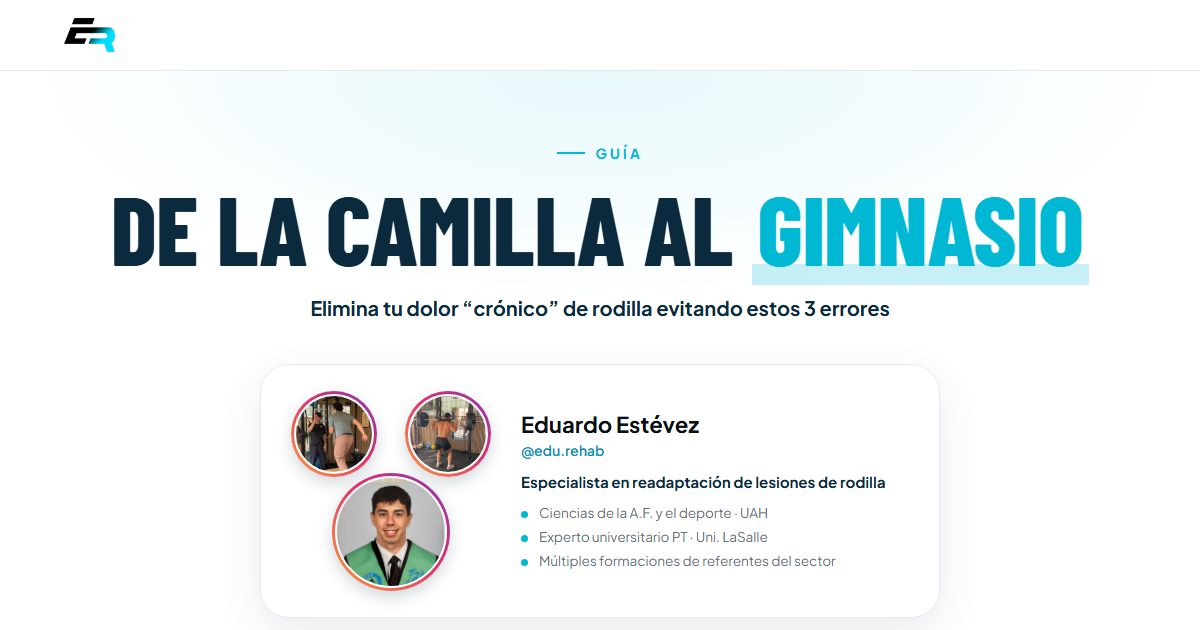 ER
GUÍA
DE LA CAMILLA AL GIMNASIO
Elimina tu dolor “crónico” de rodilla evitando estos 3 errores
Eduardo Estévez
@edu.rehab
Especialista en readaptación de lesiones de rodilla
Ciencias de la A.F. y el deporte · UAH
Experto universitario PT · Uni. LaSalle
Múltiples formaciones de referentes del sector